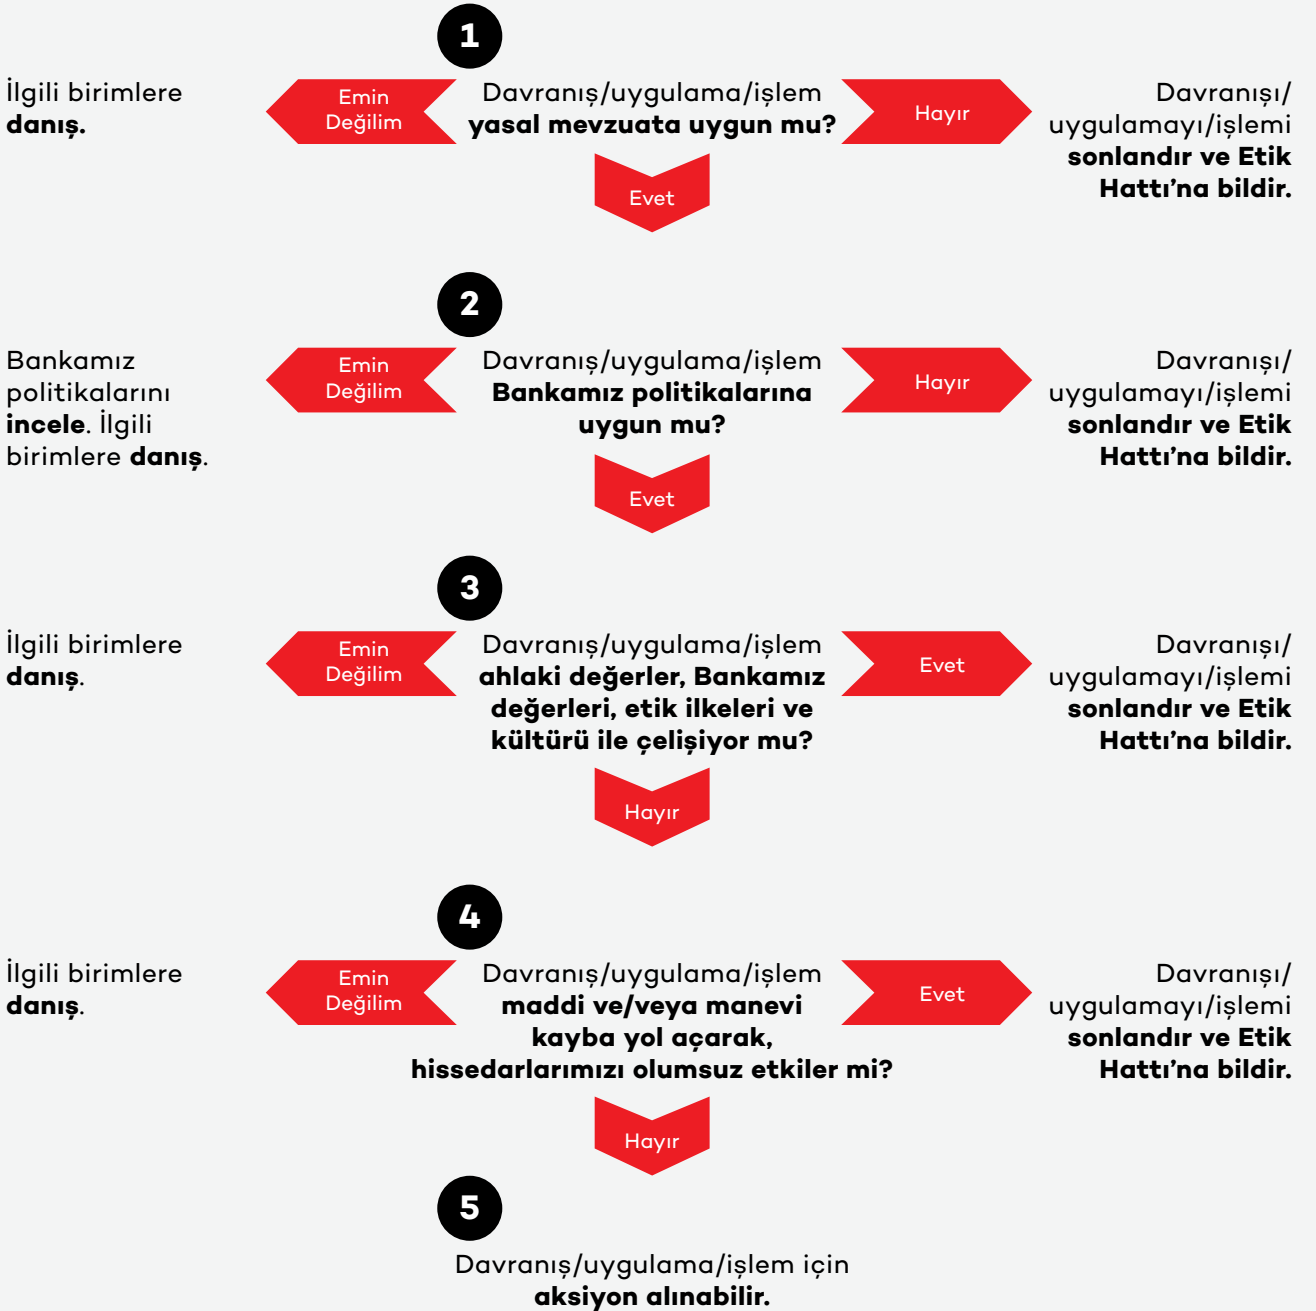 1
İlgili birimlere
danış.
Emin
Değilim
Davranış/uygulama/işlem
yasal mevzuata uygun mu?
Hayır
Davranışı/
uygulamayı/işlemi
sonlandır ve Etik
Hattı’na bildir.
Evet
2
Bankamız
politikalarını
incele. İlgili
birimlere danış.
Emin
Değilim
Davranış/uygulama/işlem
Bankamız politikalarına
uygun mu?
Hayır
Davranışı/
uygulamayı/işlemi
sonlandır ve Etik
Hattı’na bildir.
Evet
3
İlgili birimlere
danış.
Emin
Değilim
Davranış/uygulama/işlem
ahlaki değerler, Bankamız
değerleri, etik ilkeleri ve
kültürü ile çelişiyor mu?
Evet
Davranışı/
uygulamayı/işlemi
sonlandır ve Etik
Hattı’na bildir.
Hayır
4
İlgili birimlere
danış.
Emin
Değilim
Davranış/uygulama/işlem
maddi ve/veya manevi
kayba yol açarak,
hissedarlarımızı olumsuz etkiler mi?
Evet
Davranışı/
uygulamayı/işlemi
sonlandır ve Etik
Hattı’na bildir.
Hayır
5
Davranış/uygulama/işlem için
aksiyon alınabilir.